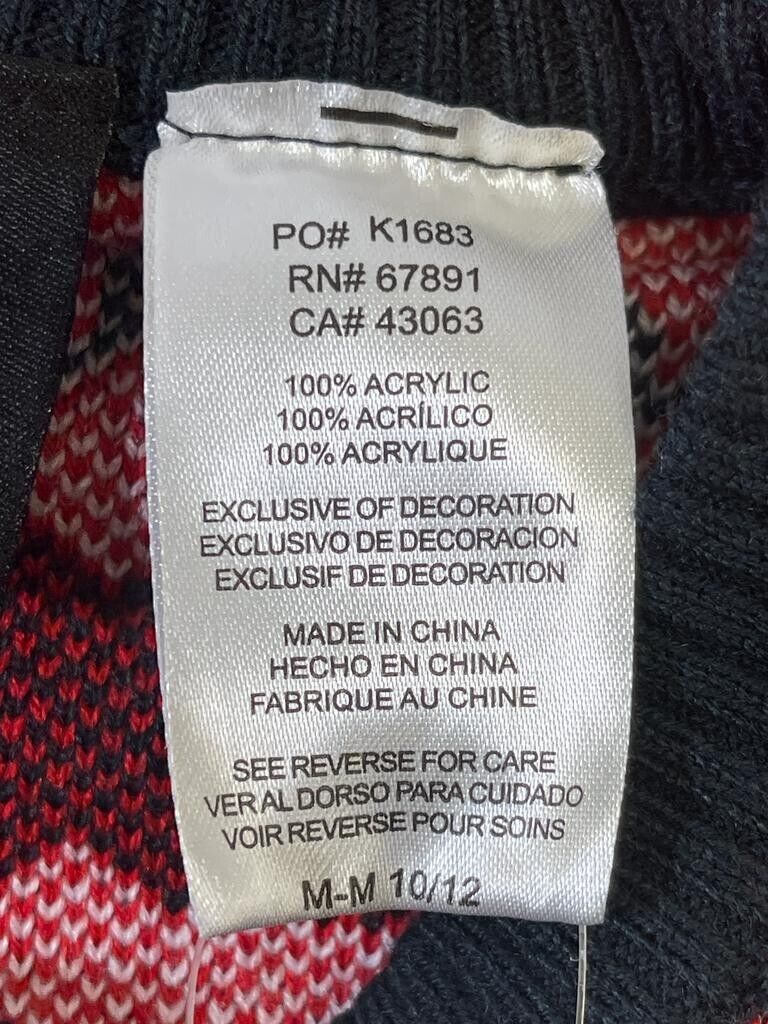 PO# K1683
RN# 67891
CA# 43063
100% ACRYLIC
100% ACRÍLICO
100% ACRYLIQUE
EXCLUSIVE OF DECORATION
EXCLUSIVO DE DECORACION
EXCLUSIF DE DECORATION
MADE IN CHINA
HECHO EN CHINA
FABRIQUE AU CHINE
SEE REVERSE FOR CARE
VER AL DORSO PARA CUIDADO
VOIR REVERSE POUR SOINS
M-M 10/12